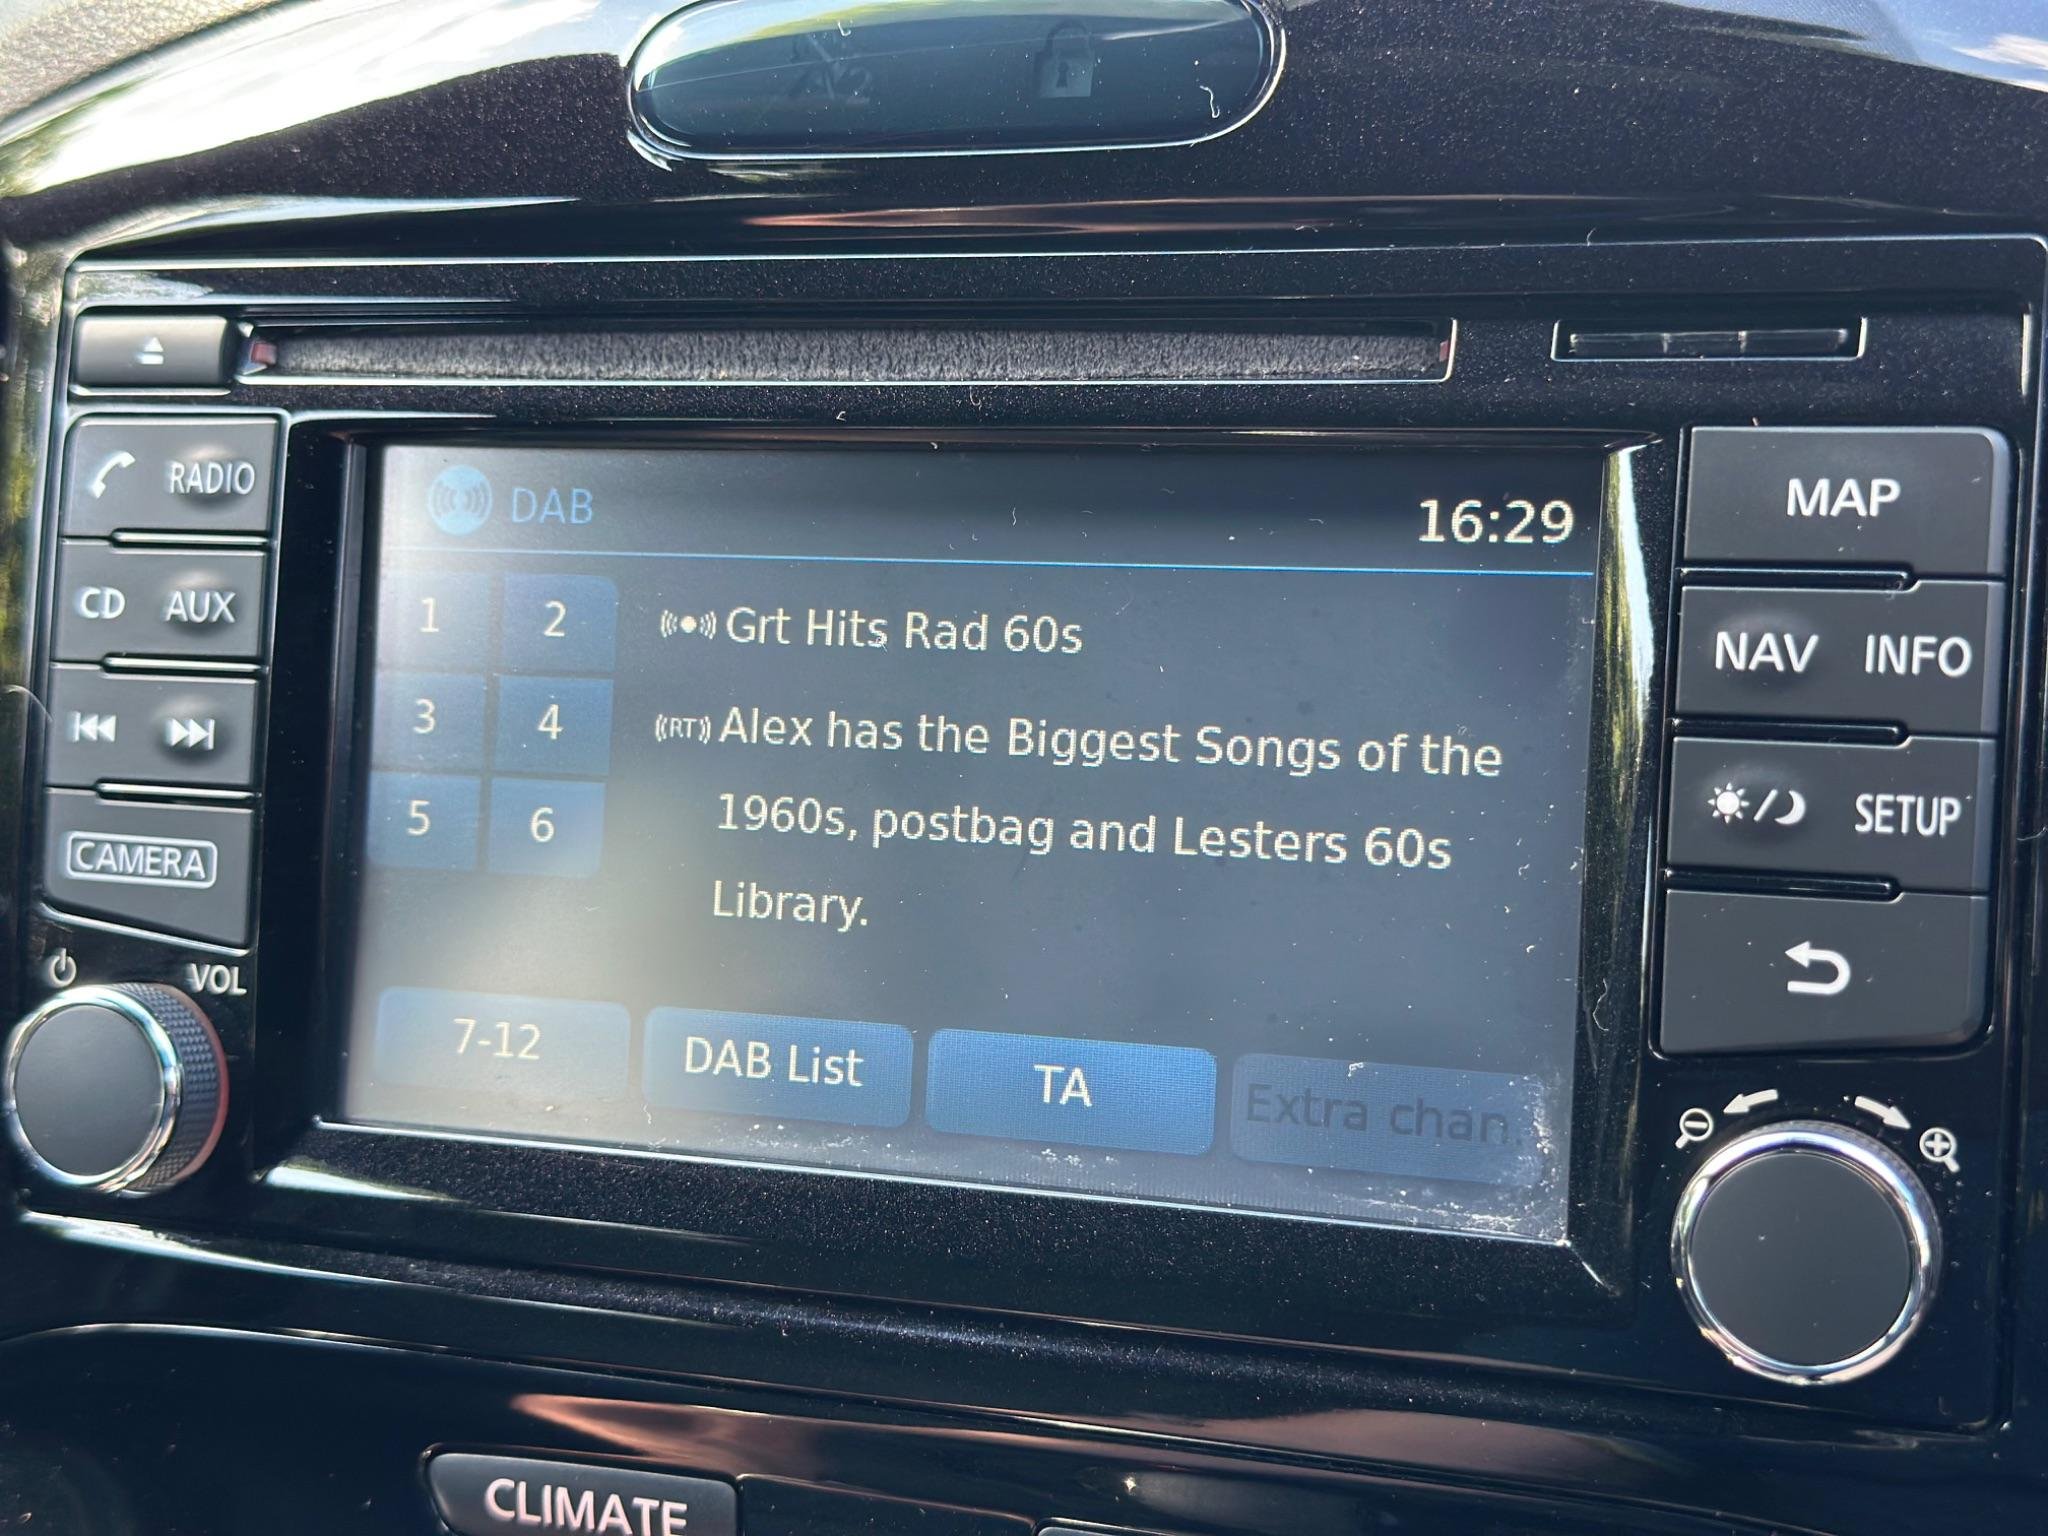 RADIO
CD AUX
CAMERA
VOL
DAB
16:29
1 2
3 4
5 6
Grt Hits Rad 60s
RT Alex has the Biggest Songs of the
1960s, postbag and Lesters 60s
Library.
7-12 DAB List TA Extra chan.
MAP
NAV INFO
SETUP
CLIMATE